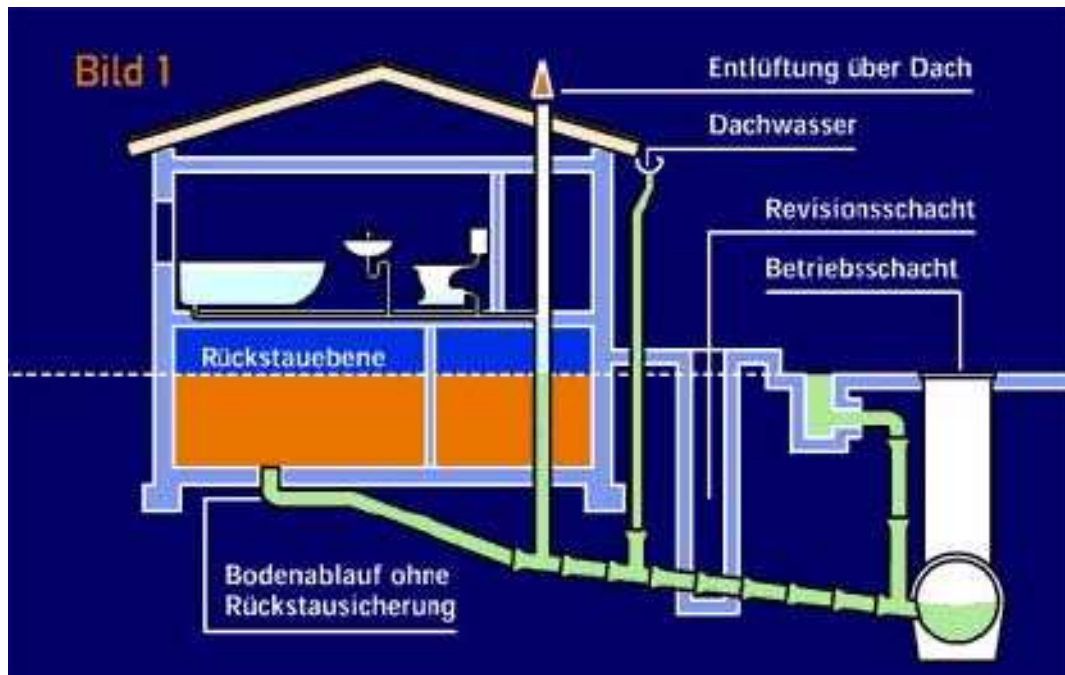 Bild 1
Entlüftung über Dach
Dachwasser
Revisionsschacht
Betriebsschacht
Rückstauebene
Bodenablauf ohne
Rückstausicherung